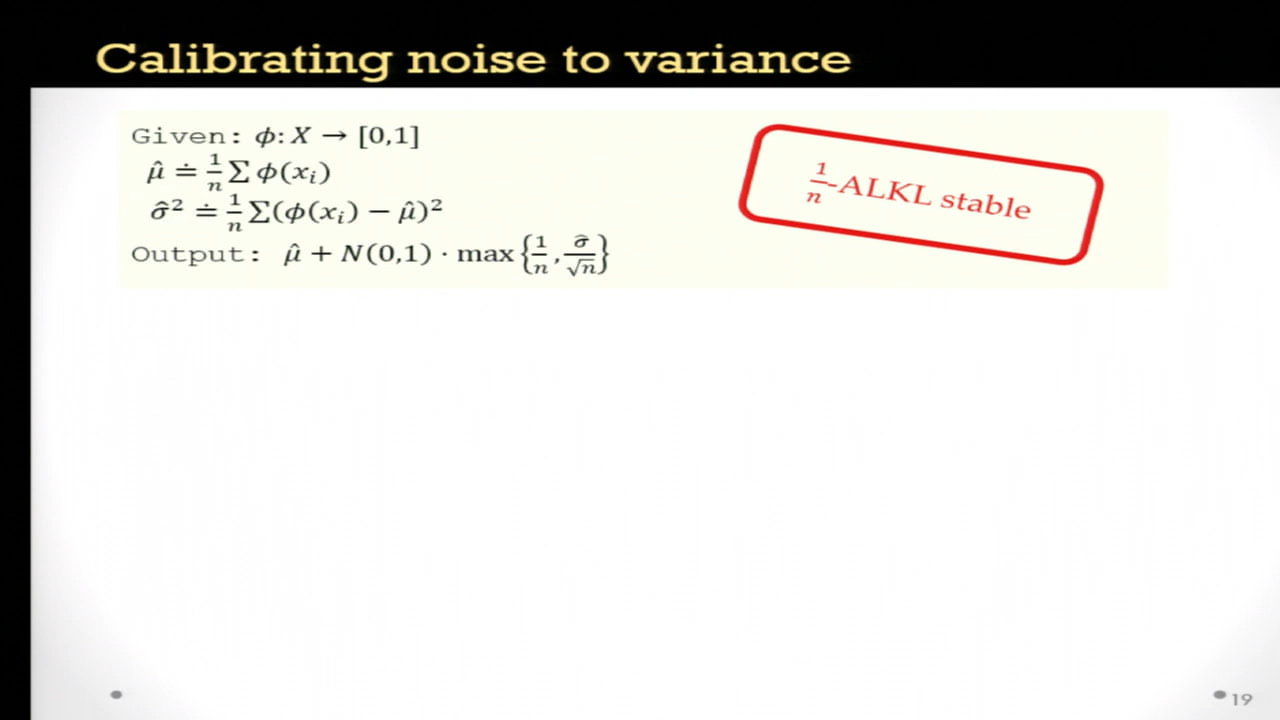 Calibrating noise to variance
Given: ϕ: X → [0,1]
μ̂ ≐ 1/n ∑ ϕ(xᵢ)
σ̂² ≐ 1/n ∑(ϕ(xᵢ) − μ̂)²
Output: μ̂ + N(0,1) · max {1/n, σ̂/√n}
1/n-ALKL stable
19